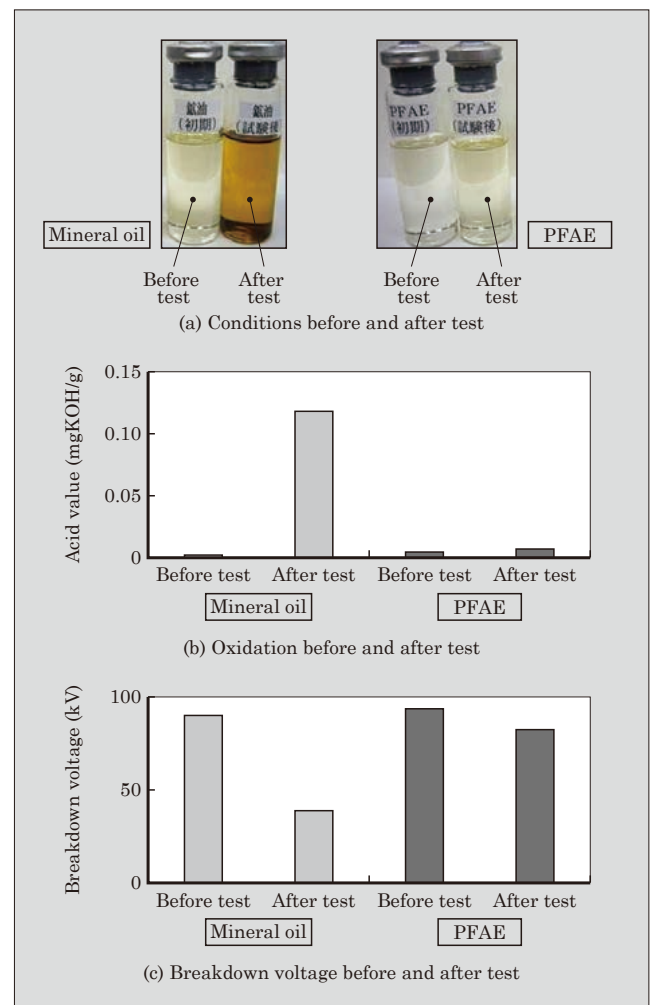 鉱油
(初期)
鉱油
(試験後)
PFAE
(初期)
PFAE
(試験後)
Mineral oil
PFAE
Before
test
After
test
Before
test
After
test
(a) Conditions before and after test
Acid value (mgKOH/g)
0.15
0.10
0.05
0
Before test After test Before test After test
Mineral oil PFAE
(b) Oxidation before and after test
Breakdown voltage (kV)
100
50
0
Before test After test Before test After test
Mineral oil PFAE
(c) Breakdown voltage before and after test